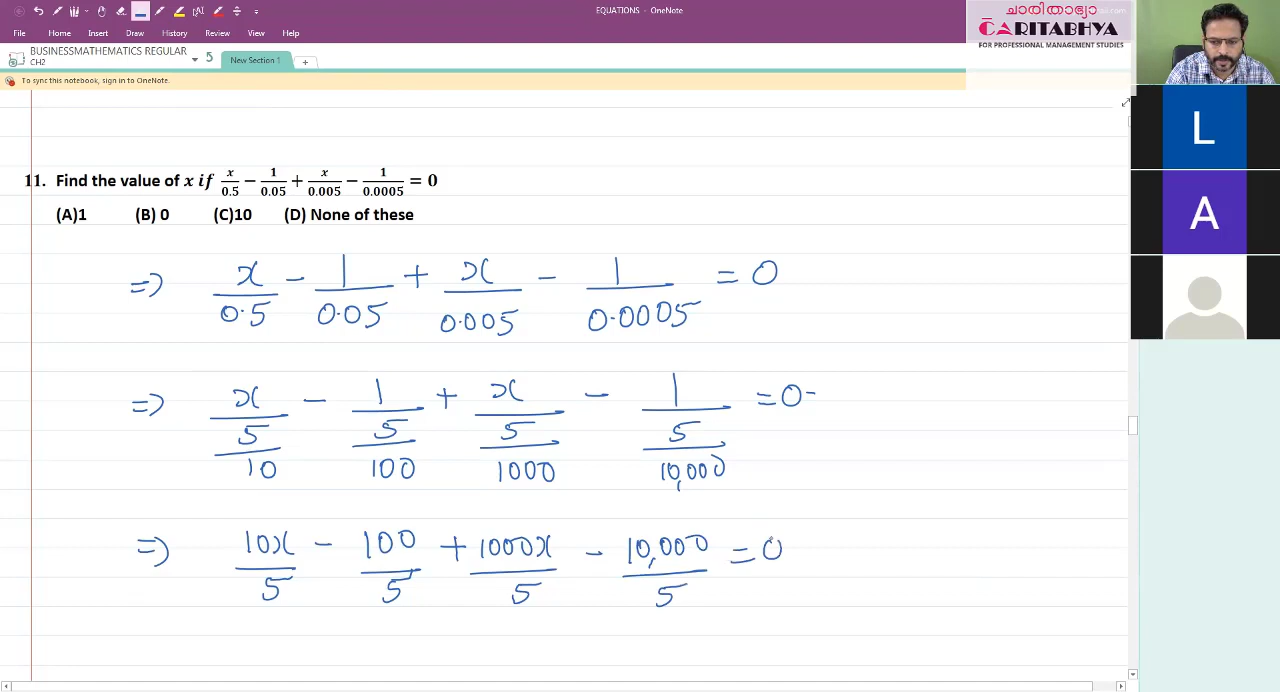 EQUATIONS - OneNote
File Home Insert Draw History Review View Help
BUSINESSMATHEMATICS REGULAR
CH2
New Section 1
To sync this notebook, sign in to OneNote.
ചാരിതാഭ്യാ
CARITABHYA
FOR PROFESSIONAL MANAGEMENT STUDIES
L
A
11. Find the value of x if x/0.5 − 1/0.05 + x/0.005 − 1/0.0005 = 0
(A)1 (B) 0 (C)10 (D) None of these
=> x/0.5 - 1/0.05 + x/0.005 - 1/0.0005 = 0
=> x/(5/10) - 1/(5/100) + x/(5/1000) - 1/(5/10,000) = 0
=> 10x/5 - 100/5 + 1000x/5 - 10,000/5 = 0